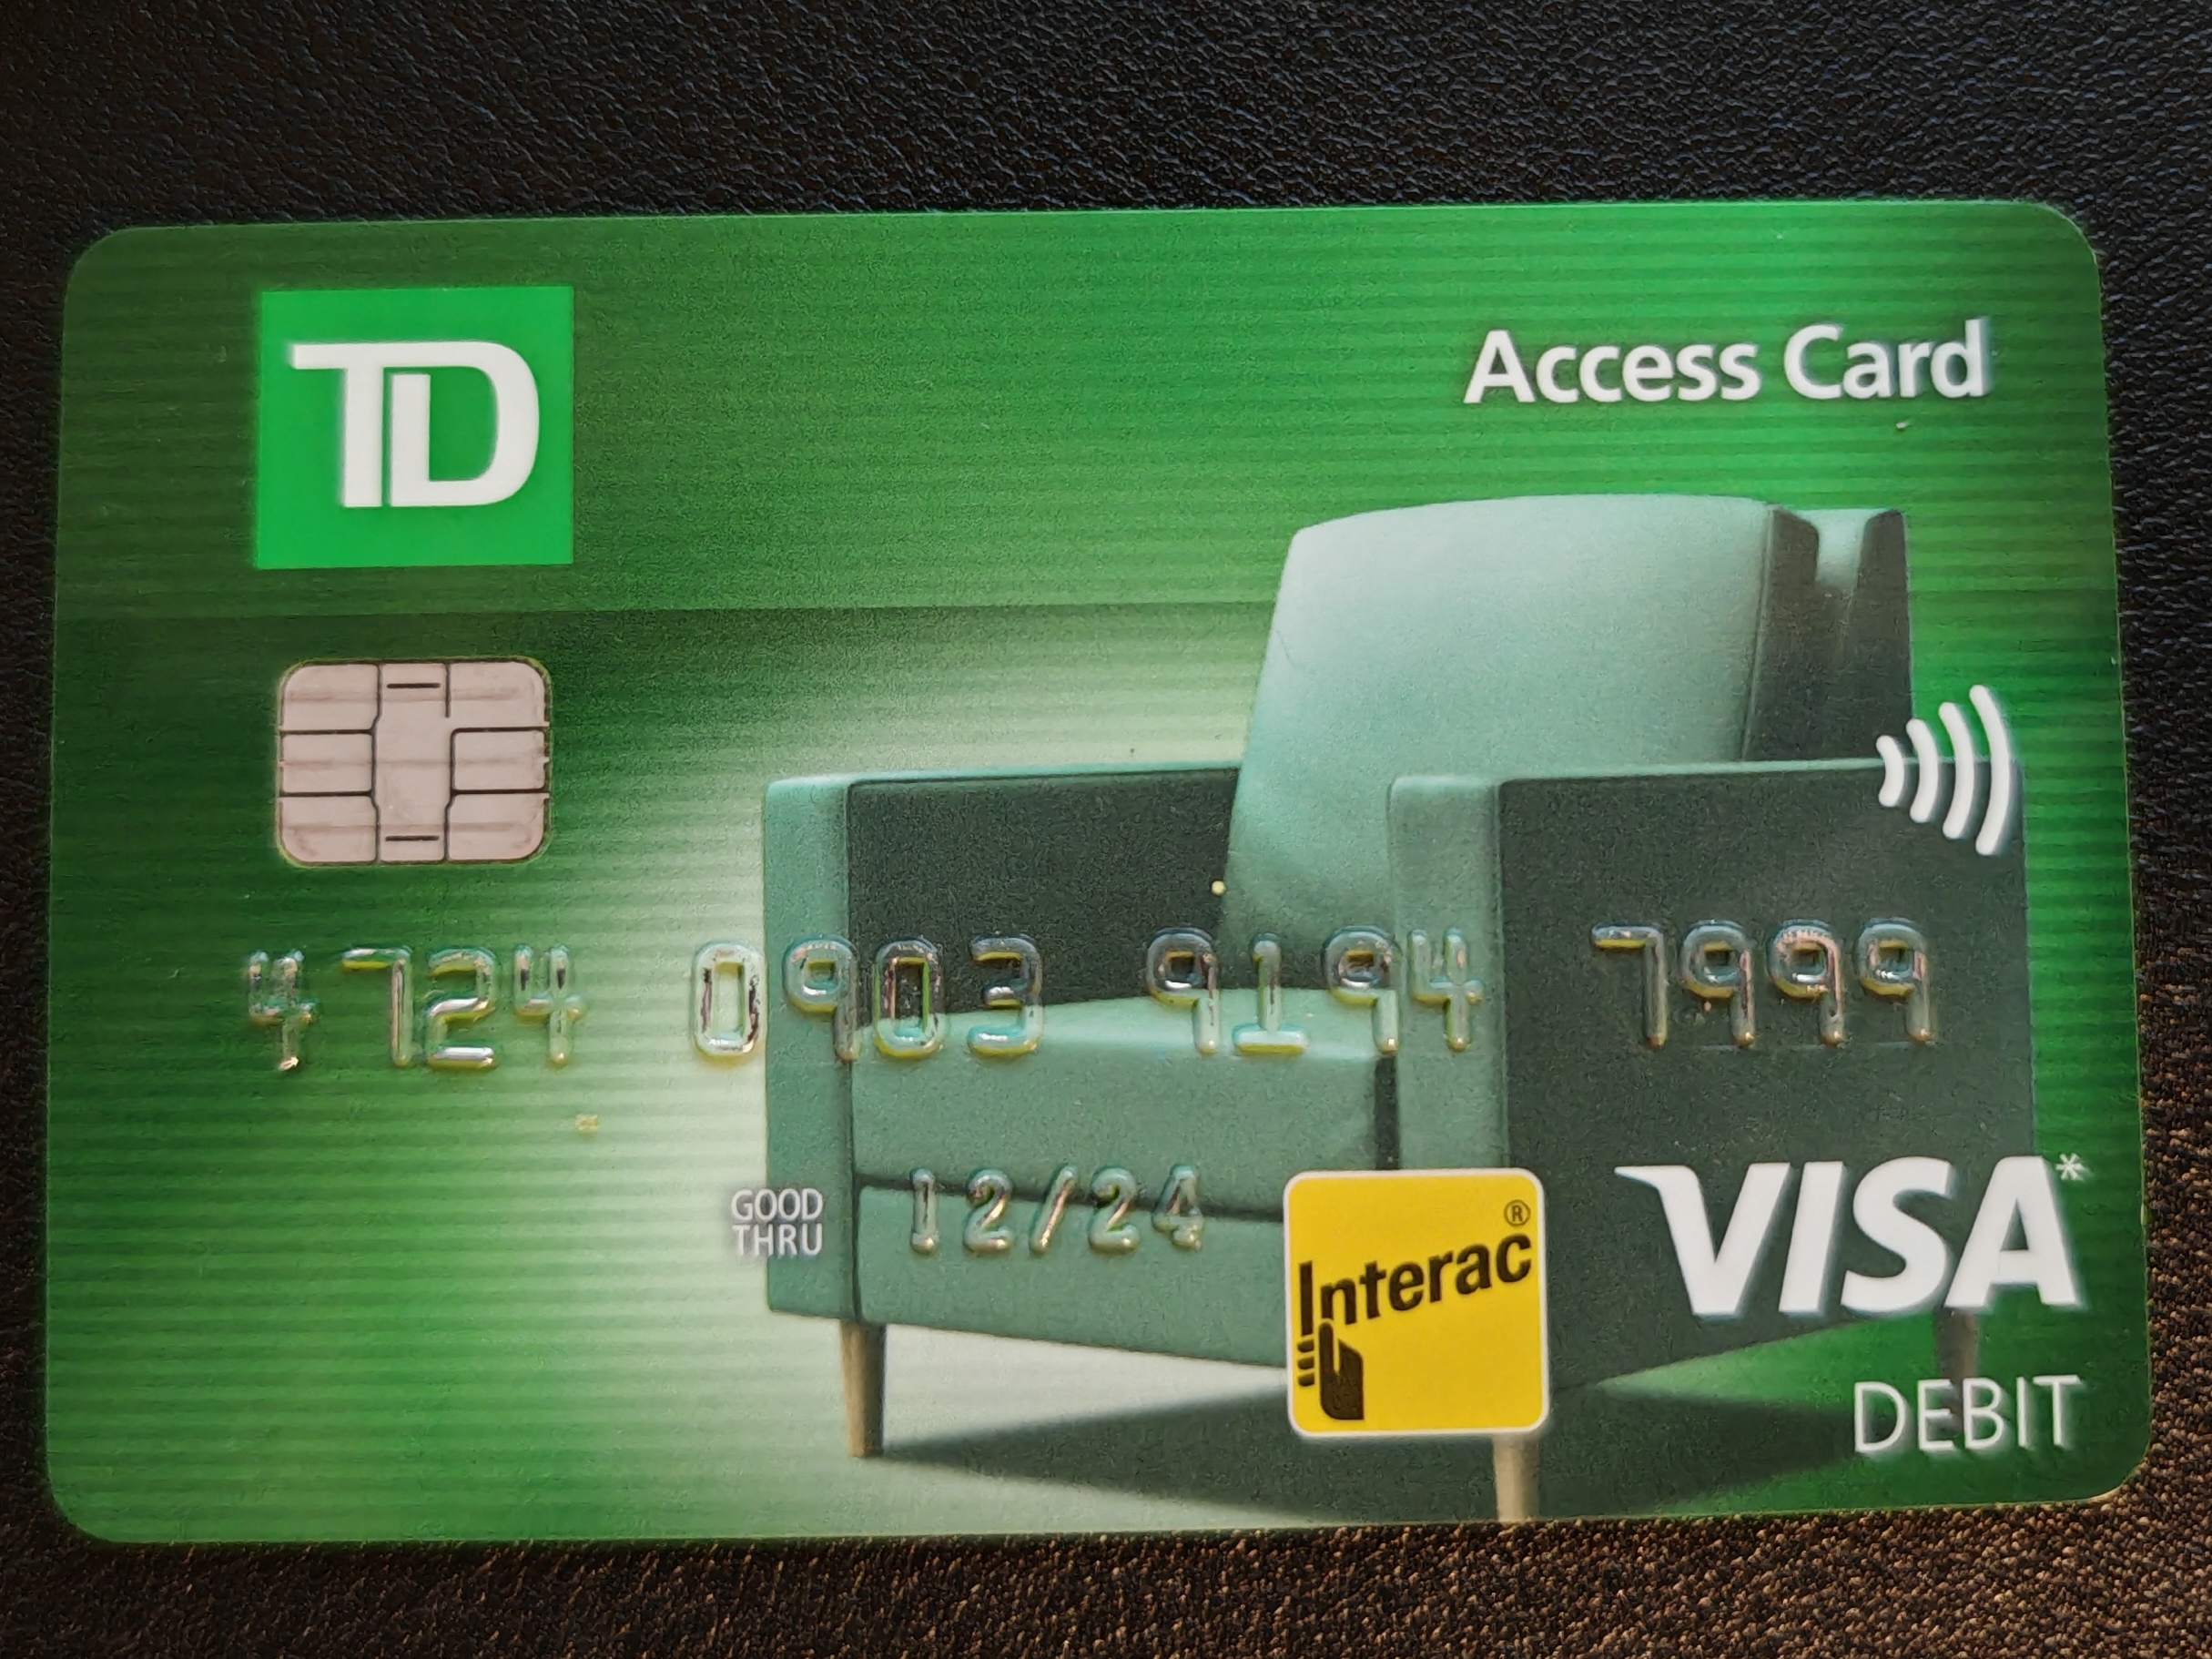 TD
Access Card
4724 0903 9194 7999
GOOD
THRU
12/24
Interac®
VISA*
DEBIT